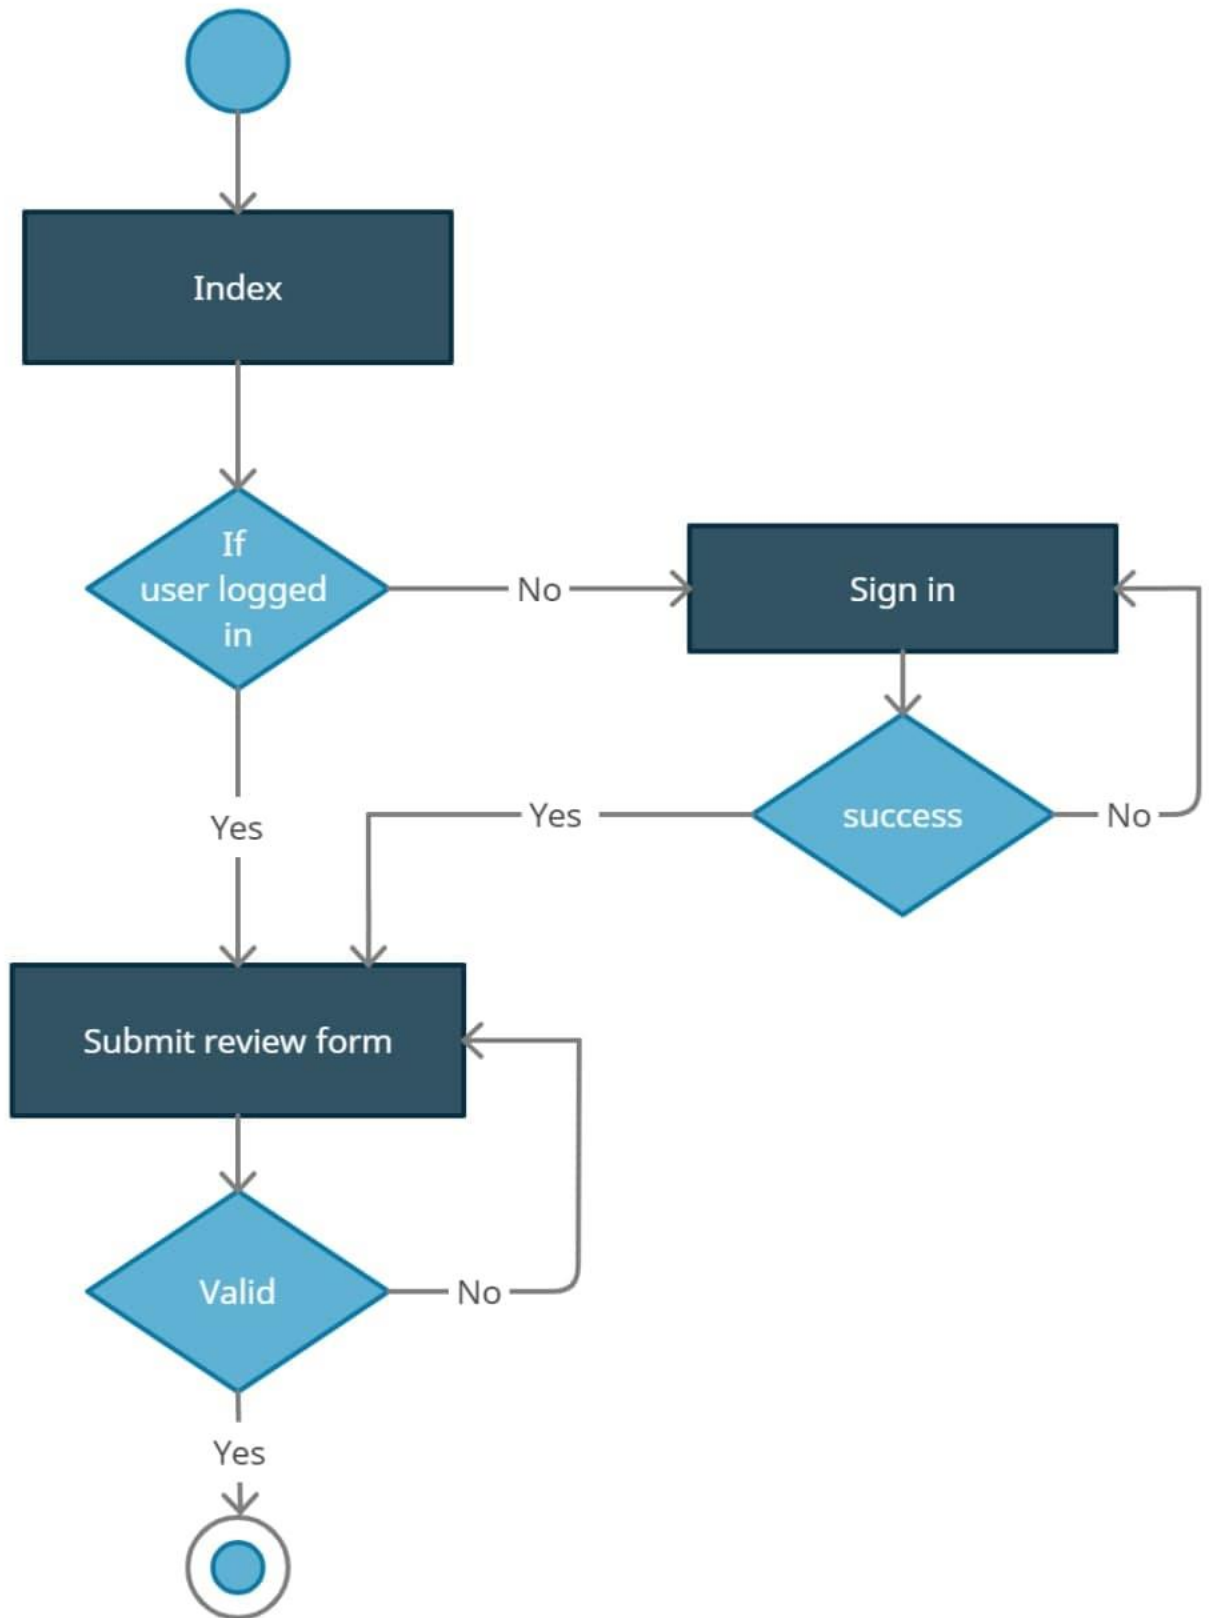 Index
If
user logged
in
No
Sign in
Yes
Yes
success
No
Submit review form
Valid
No
Yes